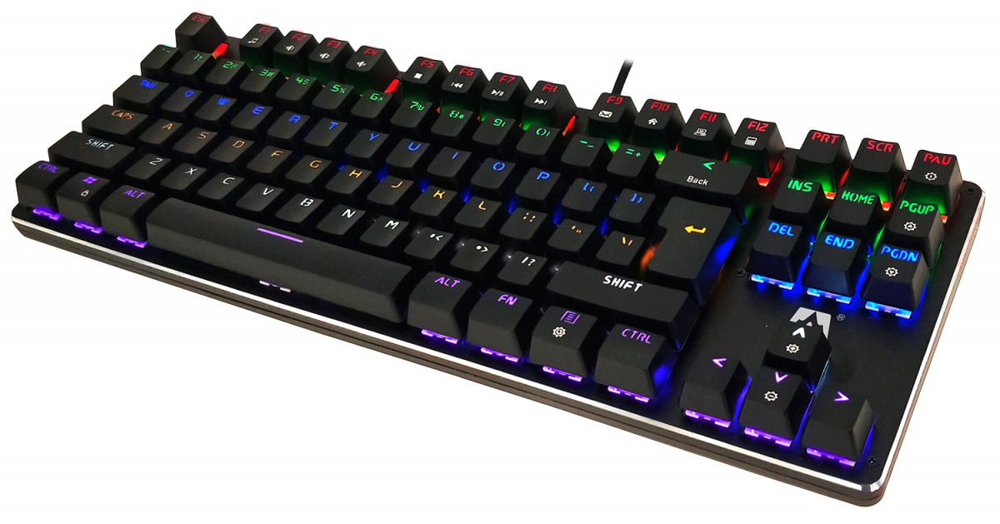 ESC F1 F2 F3 F4 F5 F6 F7 F8 F9 F10 F11 F12 PRT SCR PAU
1! 2@ 3# 4$ 5% 6^ 7& 8* 9( 0) -_ =+ Back INS HOME PGUP
TAB Q W E R T Y U I O P [{ ]} DEL END PGDN
CAPS A S D F G H J K L ;: '" \|
SHIFT Z X C V B N M ,< .> /? SHIFT
CTRL ALT ALT FN CTRL
®